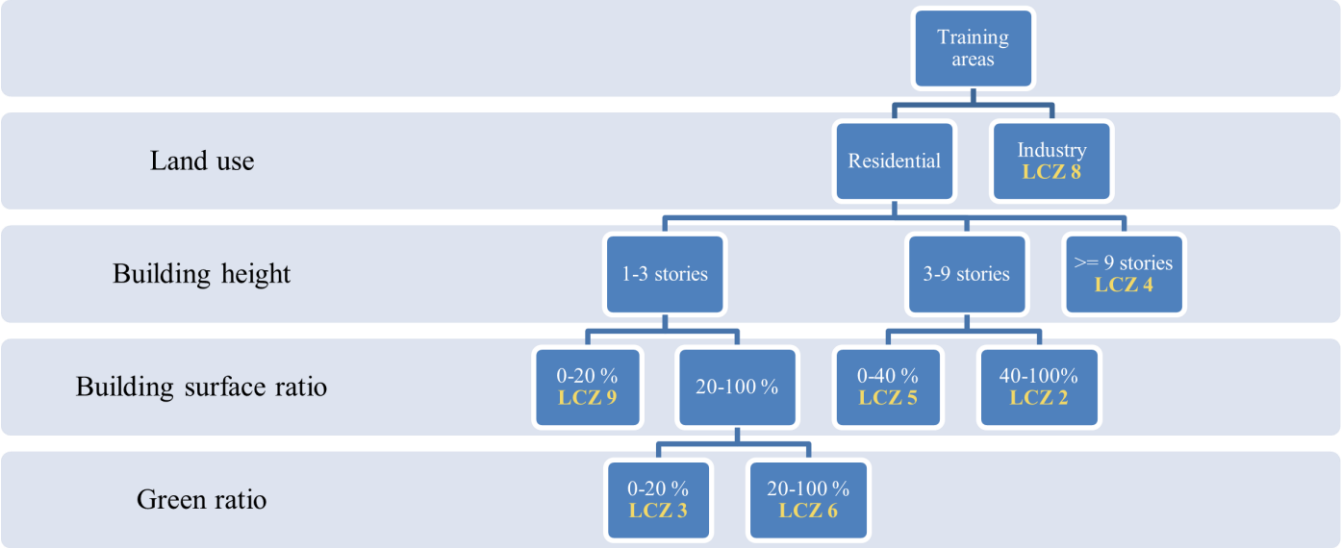 Training
areas
Land use
Residential
Industry
LCZ 8
Building height
1-3 stories
3-9 stories
>= 9 stories
LCZ 4
Building surface ratio
0-20 %
LCZ 9
20-100 %
0-40 %
LCZ 5
40-100%
LCZ 2
Green ratio
0-20 %
LCZ 3
20-100 %
LCZ 6